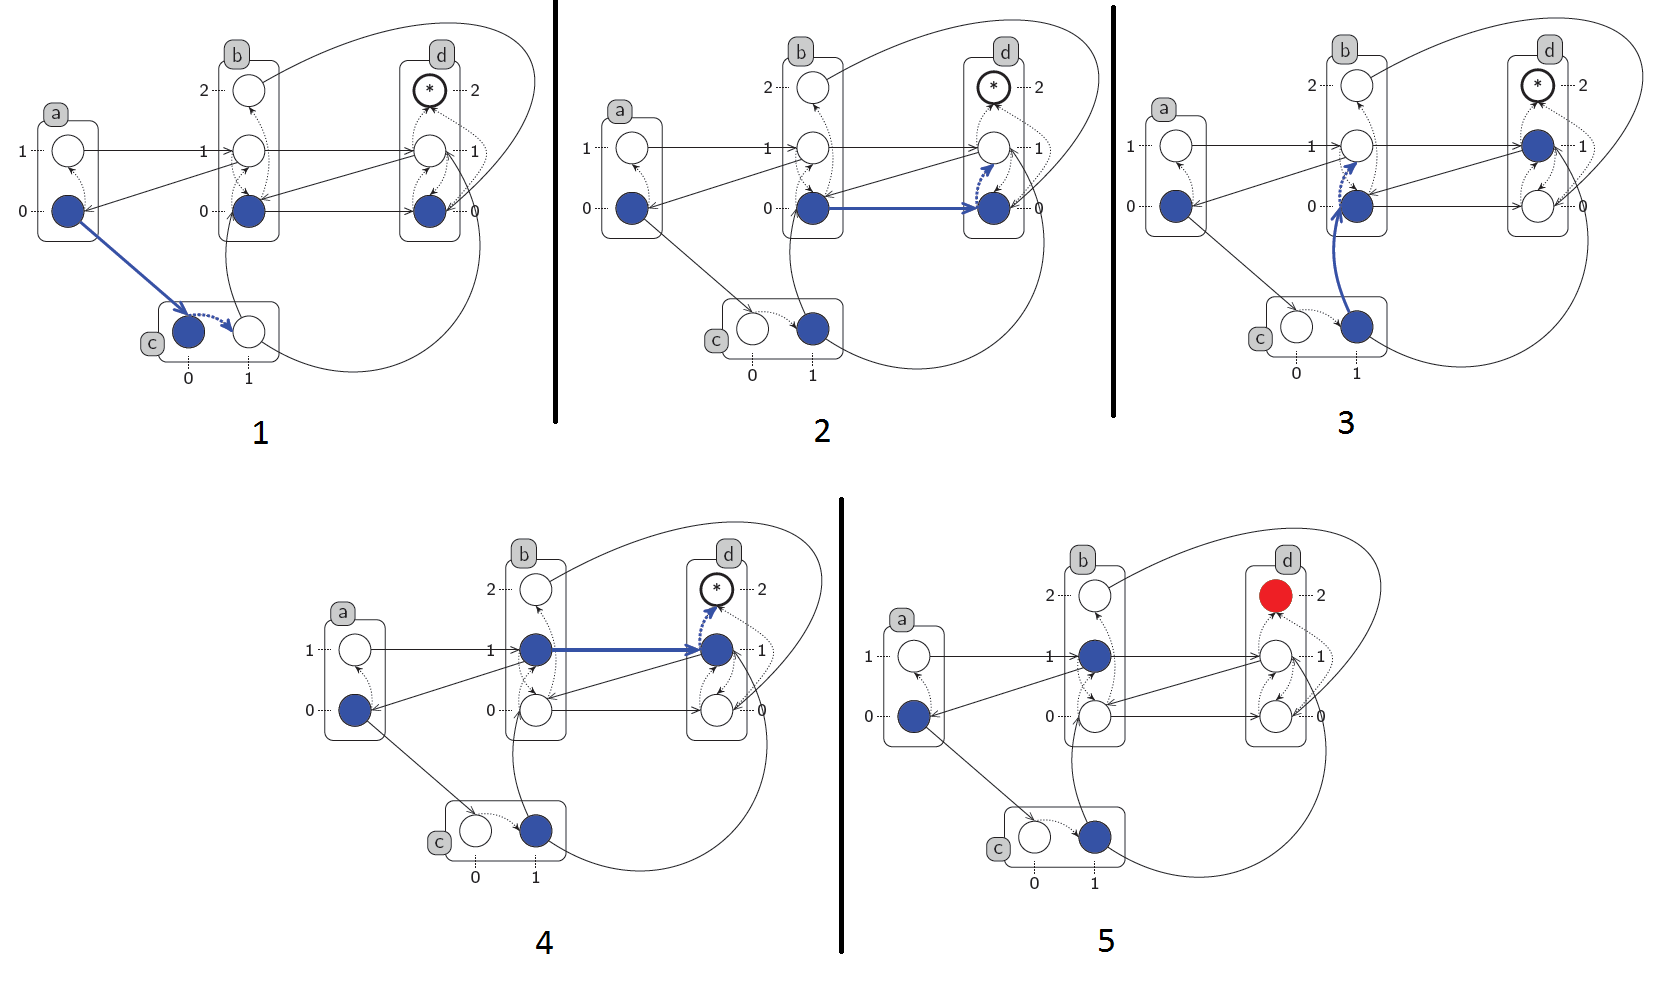 b d b d b d
2 * 2 2 * 2 2 * 2
a a a
1 1 1 1 1 1 1 1 1
0 0 0 0 0 0 0 0 0
c c c
0 1 0 1 0 1
1 2 3
b d b d
2 * 2 2 2
a a
1 1 1 1 1 1
0 0 0 0 0 0
c c
0 1 0 1
4 5